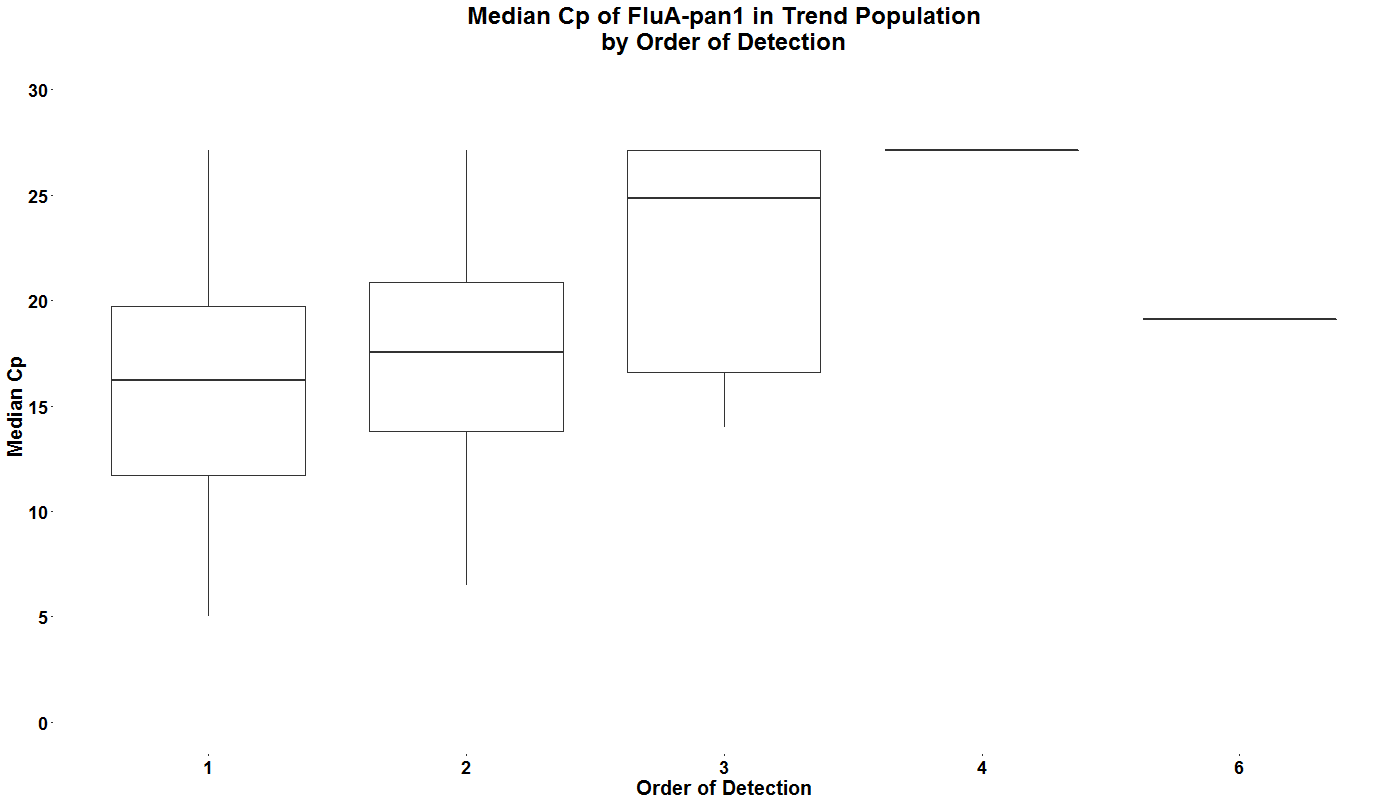 Median Cp of FluA-pan1 in Trend Population
by Order of Detection
30
25
20
15
10
5
0
Median Cp
1 2 3 4 6
Order of Detection